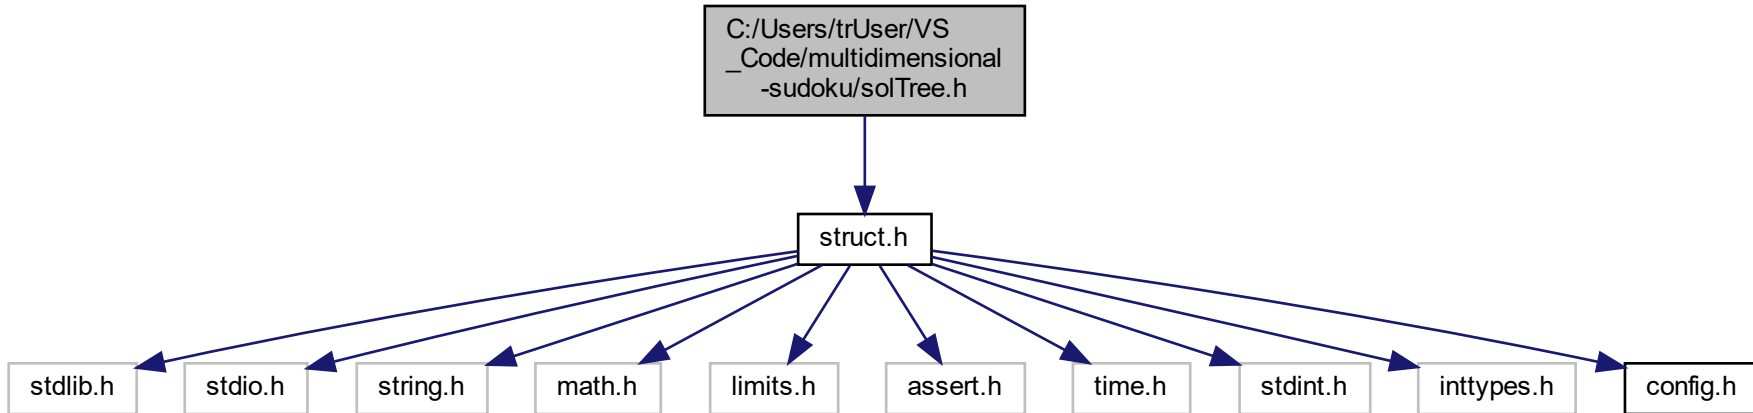 C:/Users/trUser/VS
_Code/multidimensional
-sudoku/solTree.h
struct.h
stdlib.h
stdio.h
string.h
math.h
limits.h
assert.h
time.h
stdint.h
inttypes.h
config.h